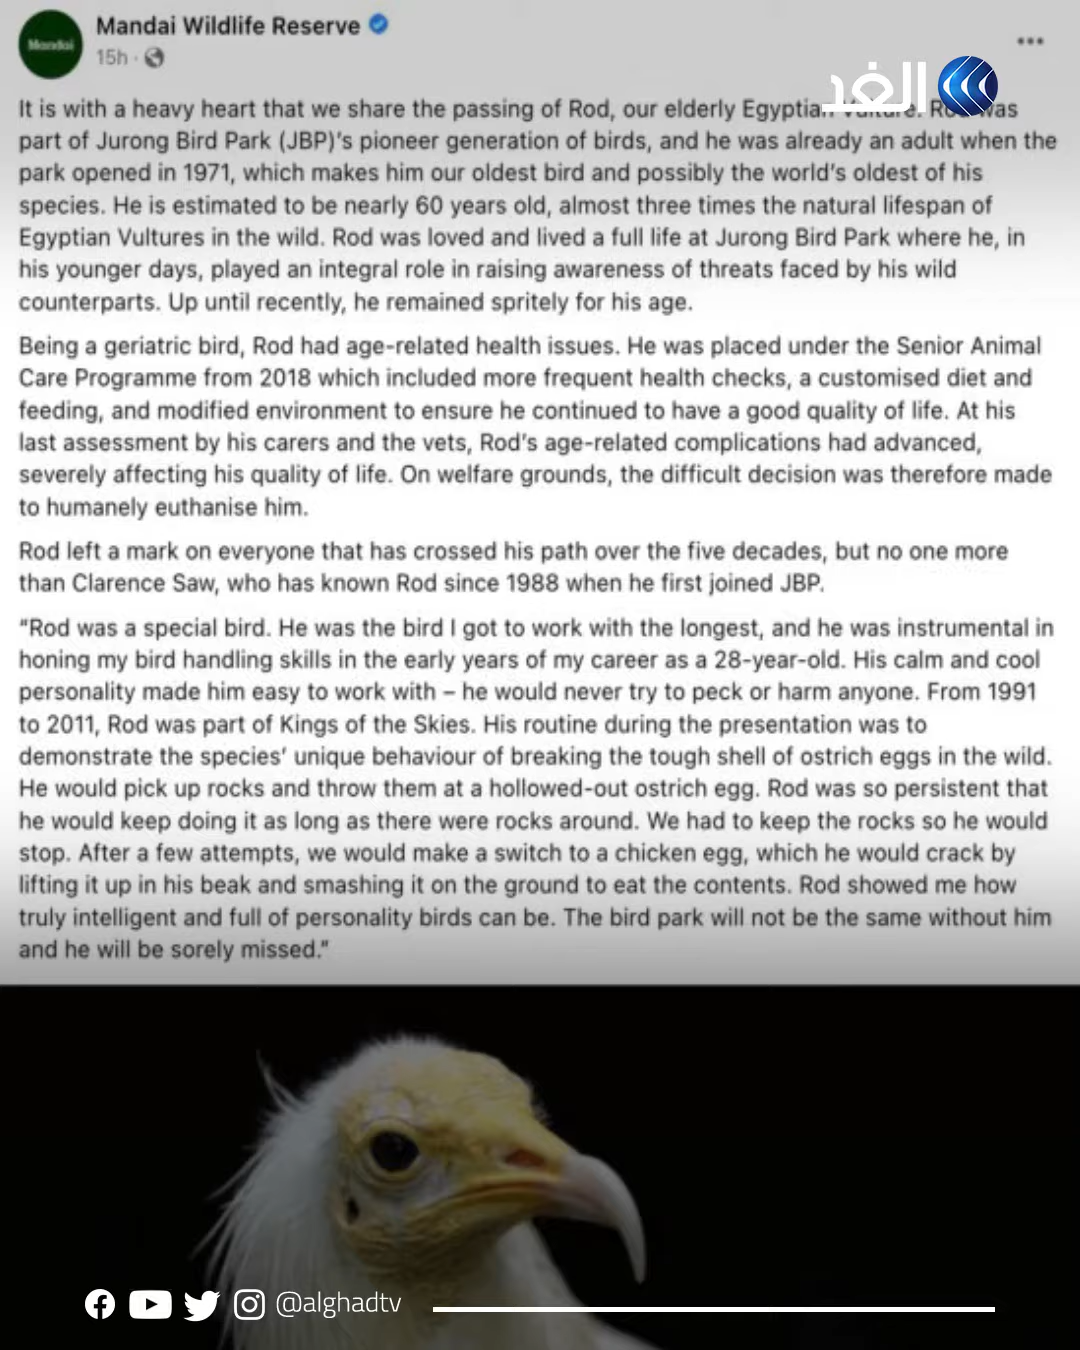 Mandai Wildlife Reserve
Mandai
15h
الغد
It is with a heavy heart that we share the passing of Rod, our elderly Egyptian Vulture. Rod was
part of Jurong Bird Park (JBP)'s pioneer generation of birds, and he was already an adult when the
park opened in 1971, which makes him our oldest bird and possibly the world's oldest of his
species. He is estimated to be nearly 60 years old, almost three times the natural lifespan of
Egyptian Vultures in the wild. Rod was loved and lived a full life at Jurong Bird Park where he, in
his younger days, played an integral role in raising awareness of threats faced by his wild
counterparts. Up until recently, he remained spritely for his age.
Being a geriatric bird, Rod had age-related health issues. He was placed under the Senior Animal
Care Programme from 2018 which included more frequent health checks, a customised diet and
feeding, and modified environment to ensure he continued to have a good quality of life. At his
last assessment by his carers and the vets, Rod's age-related complications had advanced,
severely affecting his quality of life. On welfare grounds, the difficult decision was therefore made
to humanely euthanise him.
Rod left a mark on everyone that has crossed his path over the five decades, but no one more
than Clarence Saw, who has known Rod since 1988 when he first joined JBP.
"Rod was a special bird. He was the bird I got to work with the longest, and he was instrumental in
honing my bird handling skills in the early years of my career as a 28-year-old. His calm and cool
personality made him easy to work with – he would never try to peck or harm anyone. From 1991
to 2011, Rod was part of Kings of the Skies. His routine during the presentation was to
demonstrate the species' unique behaviour of breaking the tough shell of ostrich eggs in the wild.
He would pick up rocks and throw them at a hollowed-out ostrich egg. Rod was so persistent that
he would keep doing it as long as there were rocks around. We had to keep the rocks so he would
stop. After a few attempts, we would make a switch to a chicken egg, which he would crack by
lifting it up in his beak and smashing it on the ground to eat the contents. Rod showed me how
truly intelligent and full of personality birds can be. The bird park will not be the same without him
and he will be sorely missed."
@alghadtv